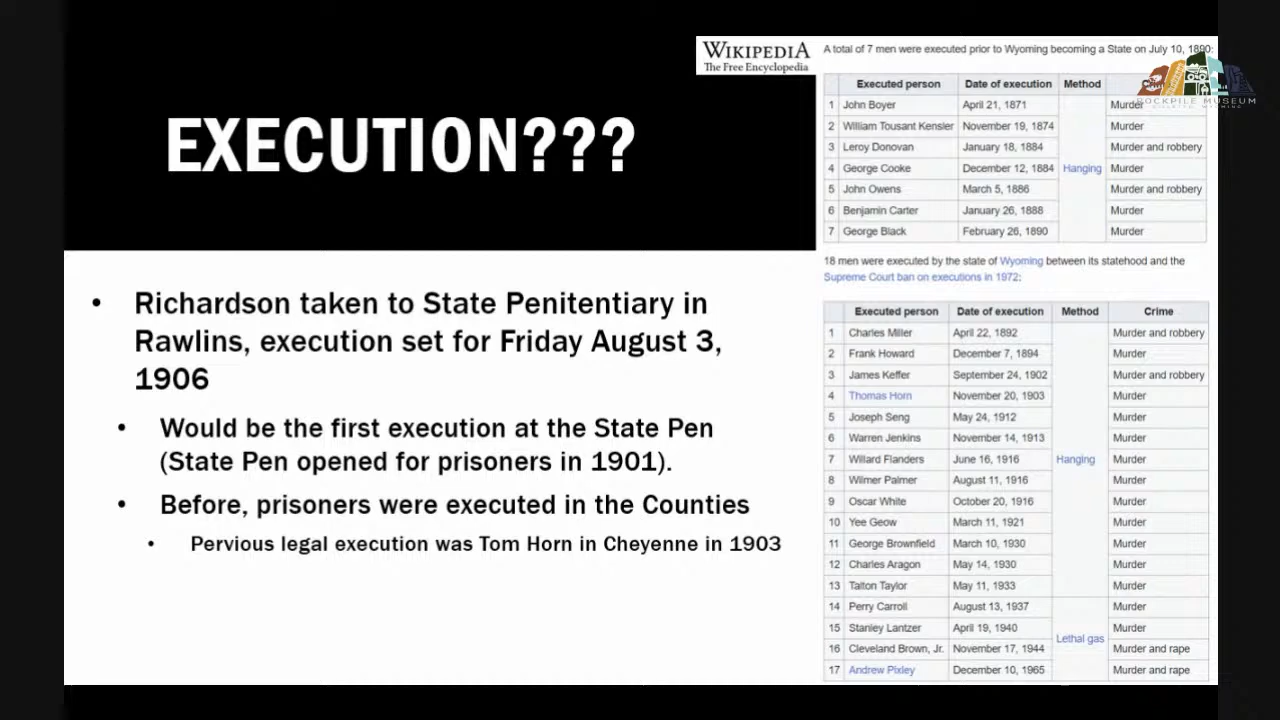 WIKIPEDIA
The Free Encyclopedia
EXECUTION???
Richardson taken to State Penitentiary in
Rawlins, execution set for Friday August 3,
1906
Would be the first execution at the State Pen
(State Pen opened for prisoners in 1901).
Before, prisoners were executed in the Counties
Pervious legal execution was Tom Horn in Cheyenne in 1903
A total of 7 men were executed prior to Wyoming becoming a State on July 10, 1890:
Executed person Date of execution Method
1 John Boyer April 21, 1871 Murder
2 William Tousant Kensler November 19, 1874 Murder
3 Leroy Donovan January 18, 1884 Murder and robbery
4 George Cooke December 12, 1884 Hanging Murder
5 John Owens March 5, 1886 Murder and robbery
6 Benjamin Carter January 26, 1888 Murder
7 George Black February 26, 1890 Murder
ROCKPILE MUSEUM
18 men were executed by the state of Wyoming between its statehood and the
Supreme Court ban on executions in 1972:
Executed person Date of execution Method Crime
1 Charles Miller April 22, 1892 Murder and robbery
2 Frank Howard December 7, 1894 Murder
3 James Keffer September 24, 1902 Murder and robbery
4 Thomas Horn November 20, 1903 Murder
5 Joseph Seng May 24, 1912 Murder
6 Warren Jenkins November 14, 1913 Murder
7 Willard Flanders June 16, 1916 Hanging Murder
8 Wilmer Palmer August 11, 1916 Murder
9 Oscar White October 20, 1916 Murder
10 Yee Geow March 11, 1921 Murder
11 George Brownfield March 10, 1930 Murder
12 Charles Aragon May 14, 1930 Murder
13 Talton Taylor May 11, 1933 Murder
14 Perry Carroll August 13, 1937 Murder
15 Stanley Lantzer April 19, 1940 Lethal gas Murder
16 Cleveland Brown, Jr. November 17, 1944 Murder and rape
17 Andrew Pixley December 10, 1965 Murder and rape